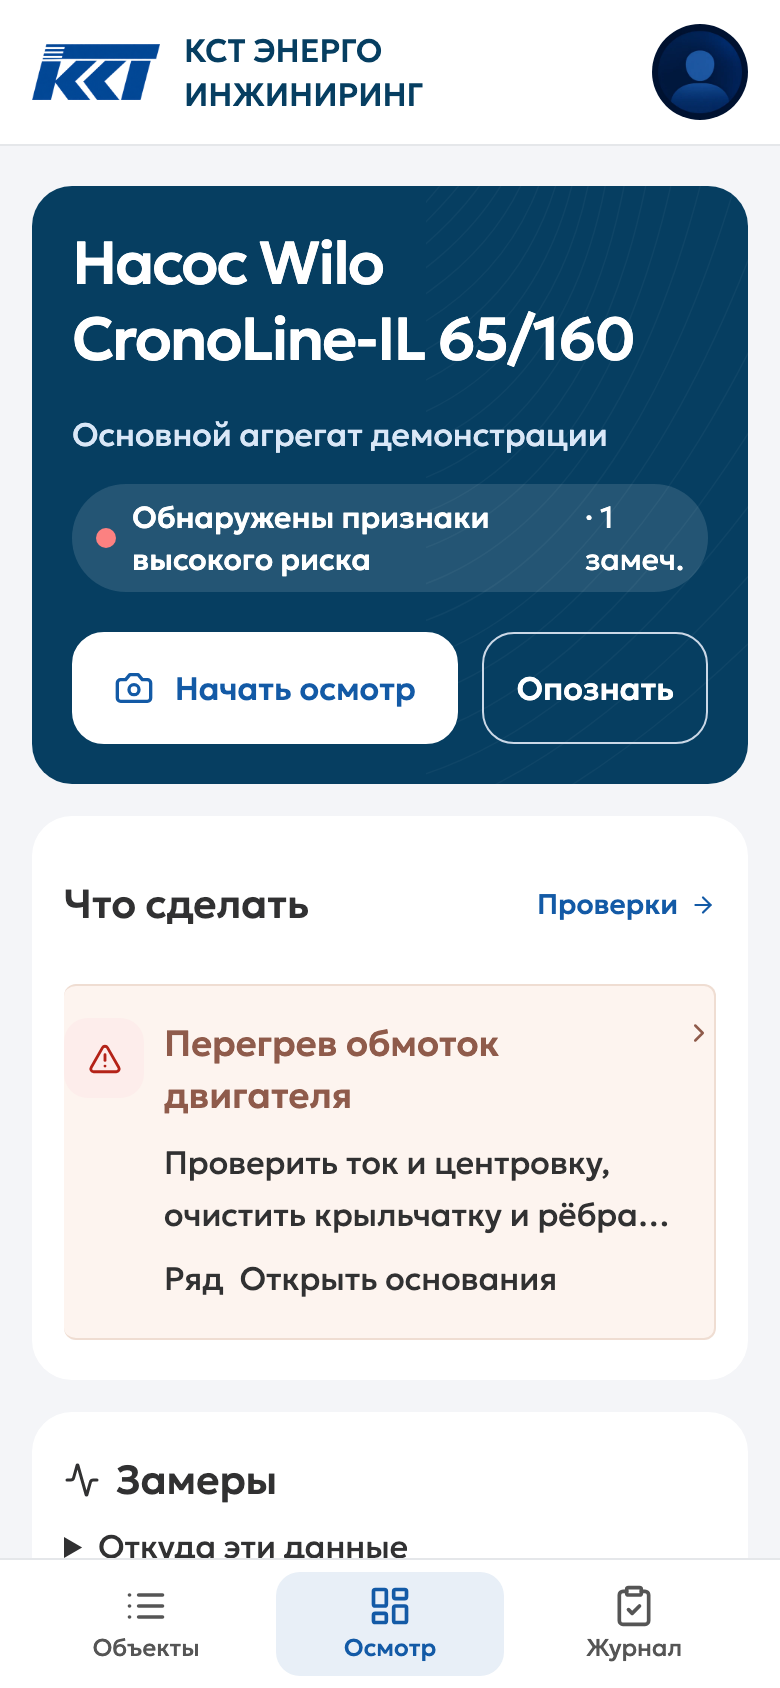 ККТ
КСТ ЭНЕРГО
ИНЖИНИРИНГ
Насос Wilo
CronoLine-IL 65/160
Основной агрегат демонстрации
Обнаружены признаки
высокого риска
· 1
замеч.
Начать осмотр
Опознать
Что сделать
Проверки →
Перегрев обмоток
двигателя
Проверить ток и центровку,
очистить крыльчатку и рёбра...
Ряд Открыть основания
Замеры
Откуда эти данные
Объекты
Осмотр
Журнал